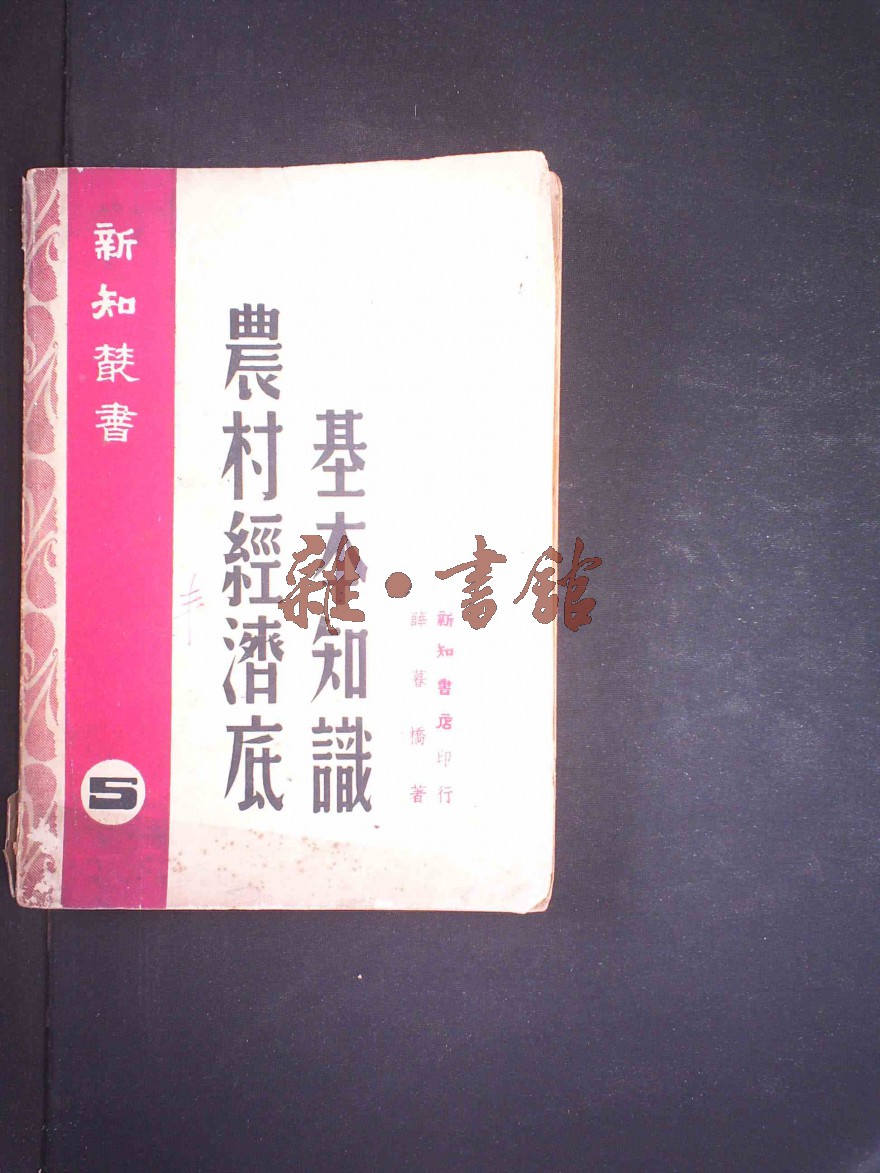 新知叢書
5
農村經濟底
基本知識
薛暮橋著
新知書店印行
雜·書館